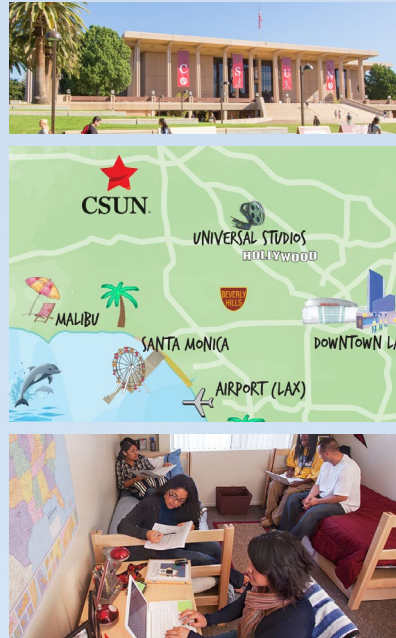 C S U N
CSUN
UNIVERSAL STUDIOS
HOLLYWOOD
BEVERLY
HILLS
MALIBU
SANTA MONICA
DOWNTOWN LA
AIRPORT (LAX)